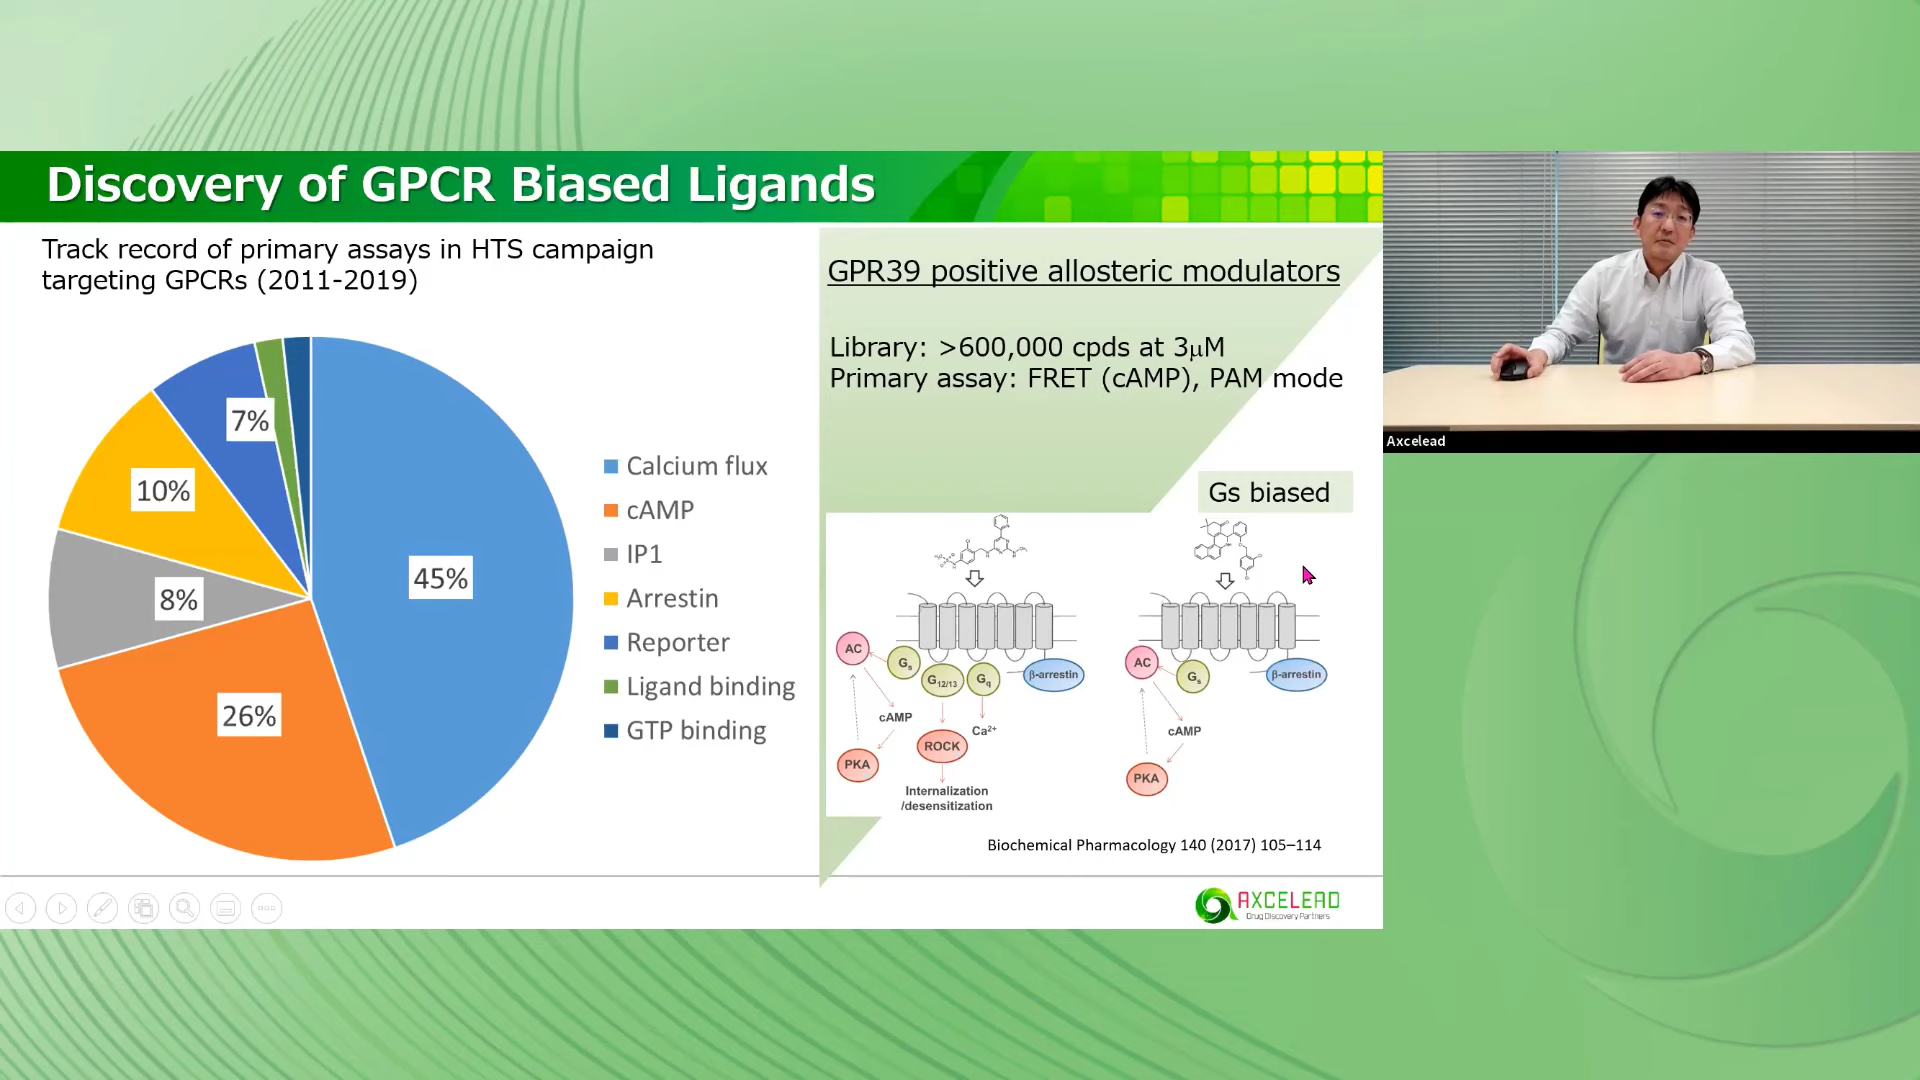 Discovery of GPCR Biased Ligands
Track record of primary assays in HTS campaign
targeting GPCRs (2011-2019)
7%
10%
8%
26%
45%
Calcium flux
cAMP
IP1
Arrestin
Reporter
Ligand binding
GTP binding
GPR39 positive allosteric modulators
Library: >600,000 cpds at 3μM
Primary assay: FRET (cAMP), PAM mode
Gs biased
AC
Gs
G12/13
Gq
β-arrestin
cAMP
Ca2+
PKA
ROCK
Internalization
/desensitization
AC
Gs
β-arrestin
cAMP
PKA
Biochemical Pharmacology 140 (2017) 105–114
AXCELEAD
Drug Discovery Partners
Axcelead